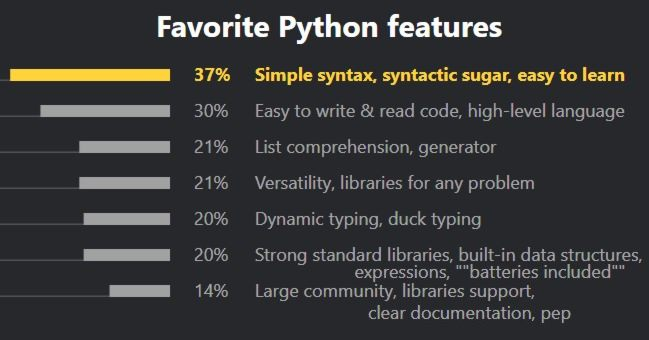 Favorite Python features
37% Simple syntax, syntactic sugar, easy to learn
30% Easy to write & read code, high-level language
21% List comprehension, generator
21% Versatility, libraries for any problem
20% Dynamic typing, duck typing
20% Strong standard libraries, built-in data structures,
expressions, ""batteries included""
14% Large community, libraries support,
clear documentation, pep